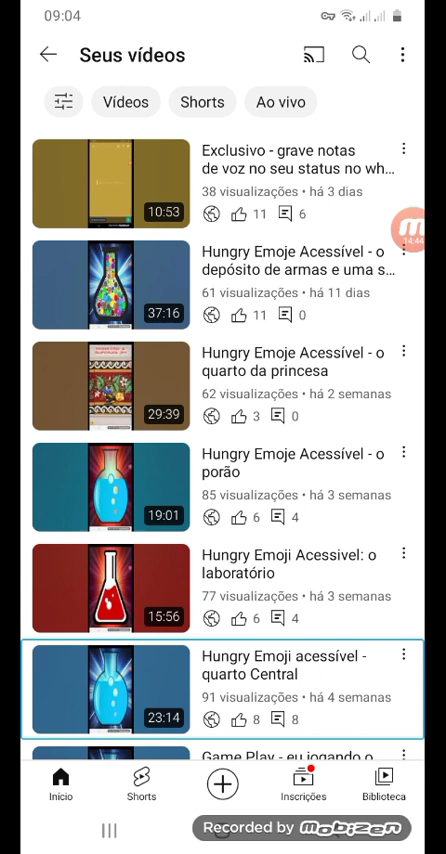 09:04
Seus vídeos
Vídeos
Shorts
Ao vivo
10:53
Exclusivo - grave notas
de voz no seu status no wh...
38 visualizações • há 3 dias
11
6
14:44
37:16
Hungry Emoje Acessível - o
depósito de armas e uma s...
61 visualizações • há 11 dias
11
0
29:39
Hungry Emoje Acessível - o
quarto da princesa
62 visualizações • há 2 semanas
3
0
19:01
Hungry Emoje Acessível - o
porão
85 visualizações • há 3 semanas
6
4
15:56
Hungry Emoji Acessivel: o
laboratório
77 visualizações • há 3 semanas
6
4
23:14
Hungry Emoji acessível -
quarto Central
91 visualizações • há 4 semanas
8
8
Game Play - eu jogando o
Início
Shorts
Inscrições
Biblioteca
Recorded by mobizen